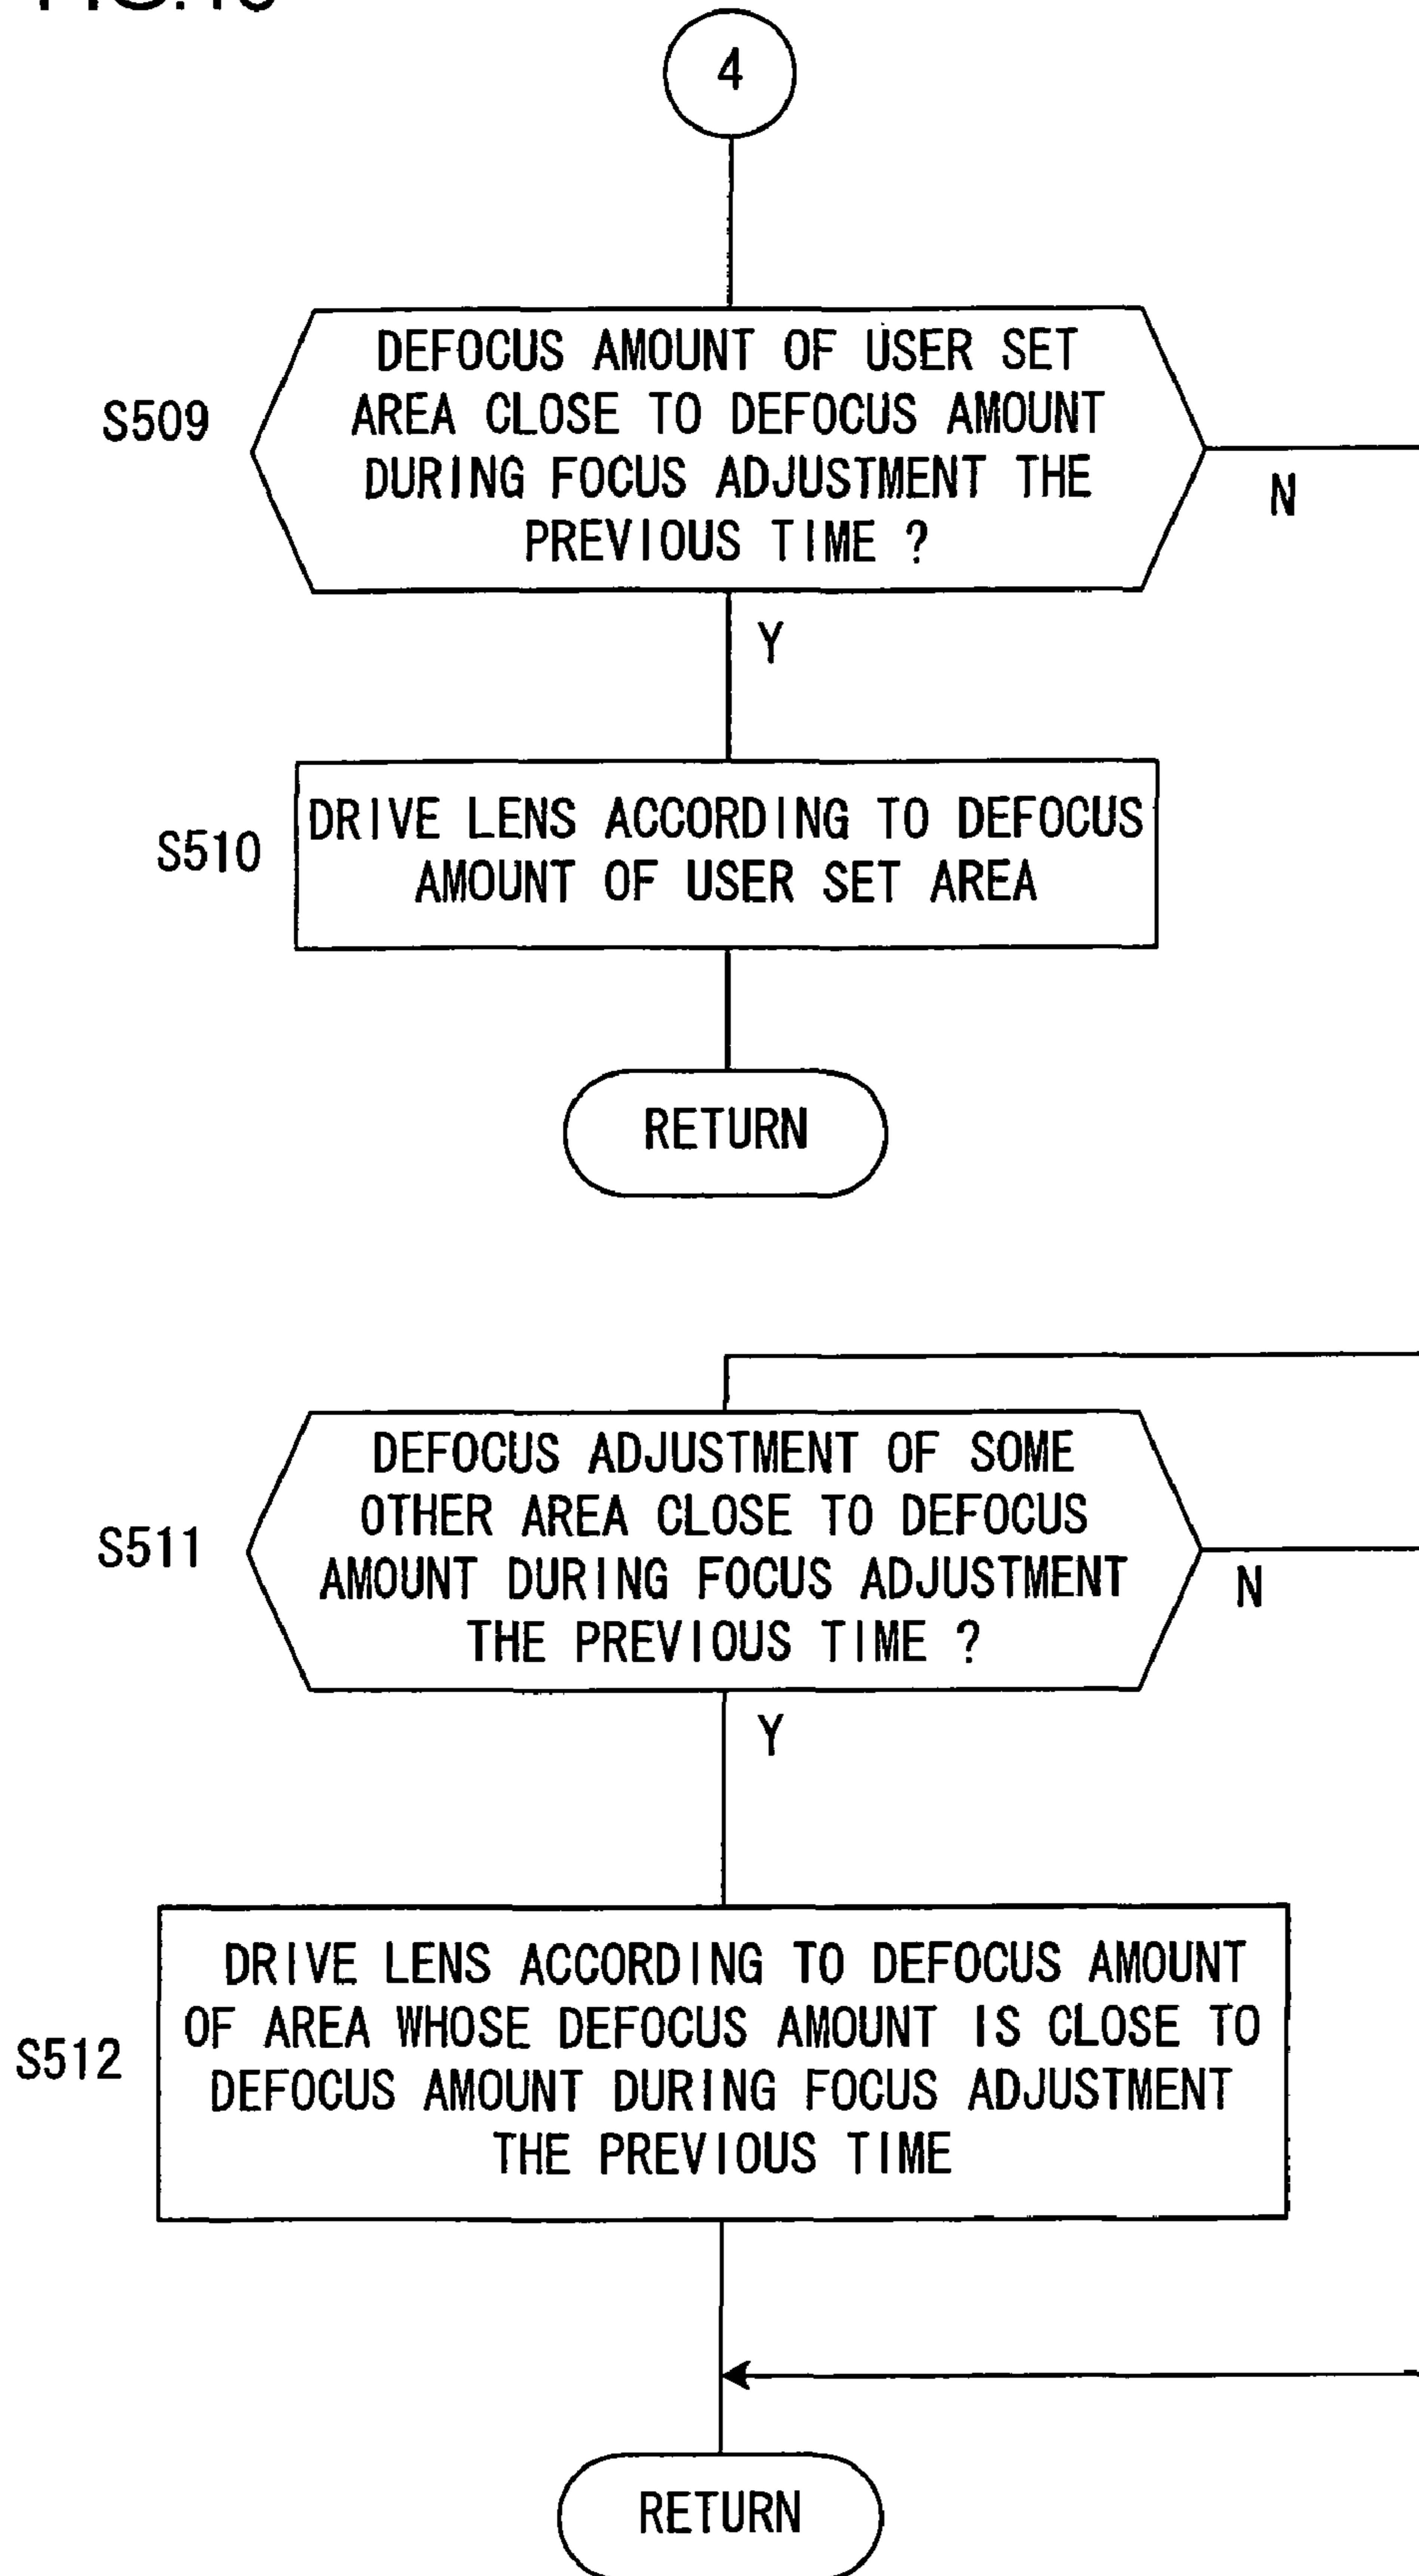 4
S509
DEFOCUS AMOUNT OF USER SET
AREA CLOSE TO DEFOCUS AMOUNT
DURING FOCUS ADJUSTMENT THE
PREVIOUS TIME ?
N
Y
S510
DRIVE LENS ACCORDING TO DEFOCUS
AMOUNT OF USER SET AREA
RETURN
S511
DEFOCUS ADJUSTMENT OF SOME
OTHER AREA CLOSE TO DEFOCUS
AMOUNT DURING FOCUS ADJUSTMENT
THE PREVIOUS TIME ?
N
Y
S512
DRIVE LENS ACCORDING TO DEFOCUS AMOUNT
OF AREA WHOSE DEFOCUS AMOUNT IS CLOSE TO
DEFOCUS AMOUNT DURING FOCUS ADJUSTMENT
THE PREVIOUS TIME
RETURN